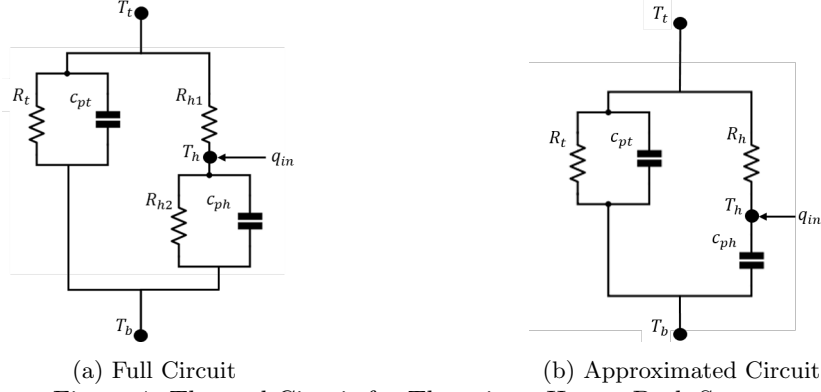 T_t
R_t
c_pt
R_h1
T_h
q_in
R_h2
c_ph
T_b
(a) Full Circuit
T_t
R_t
c_pt
R_h
T_h
q_in
c_ph
T_b
(b) Approximated Circuit